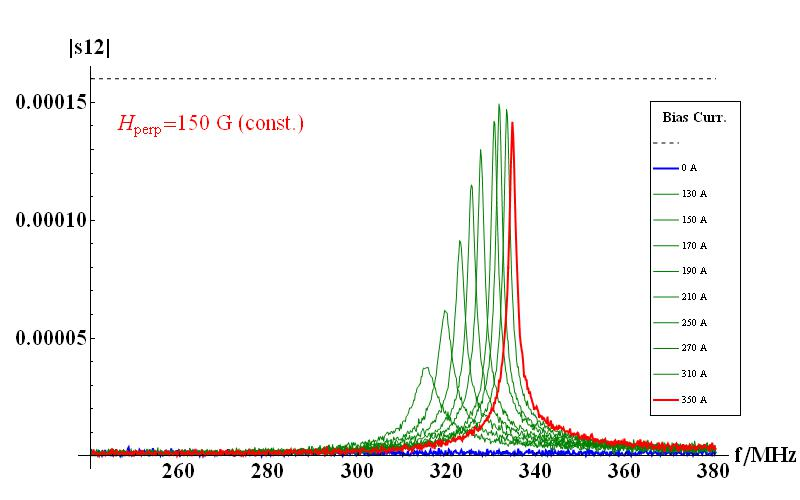 |s12|
0.00015
0.00010
0.00005
H_perp=150 G (const.)
Bias Curr.
0 A
130 A
150 A
170 A
190 A
210 A
250 A
270 A
310 A
350 A
260 280 300 320 340 360 380 f/MHz